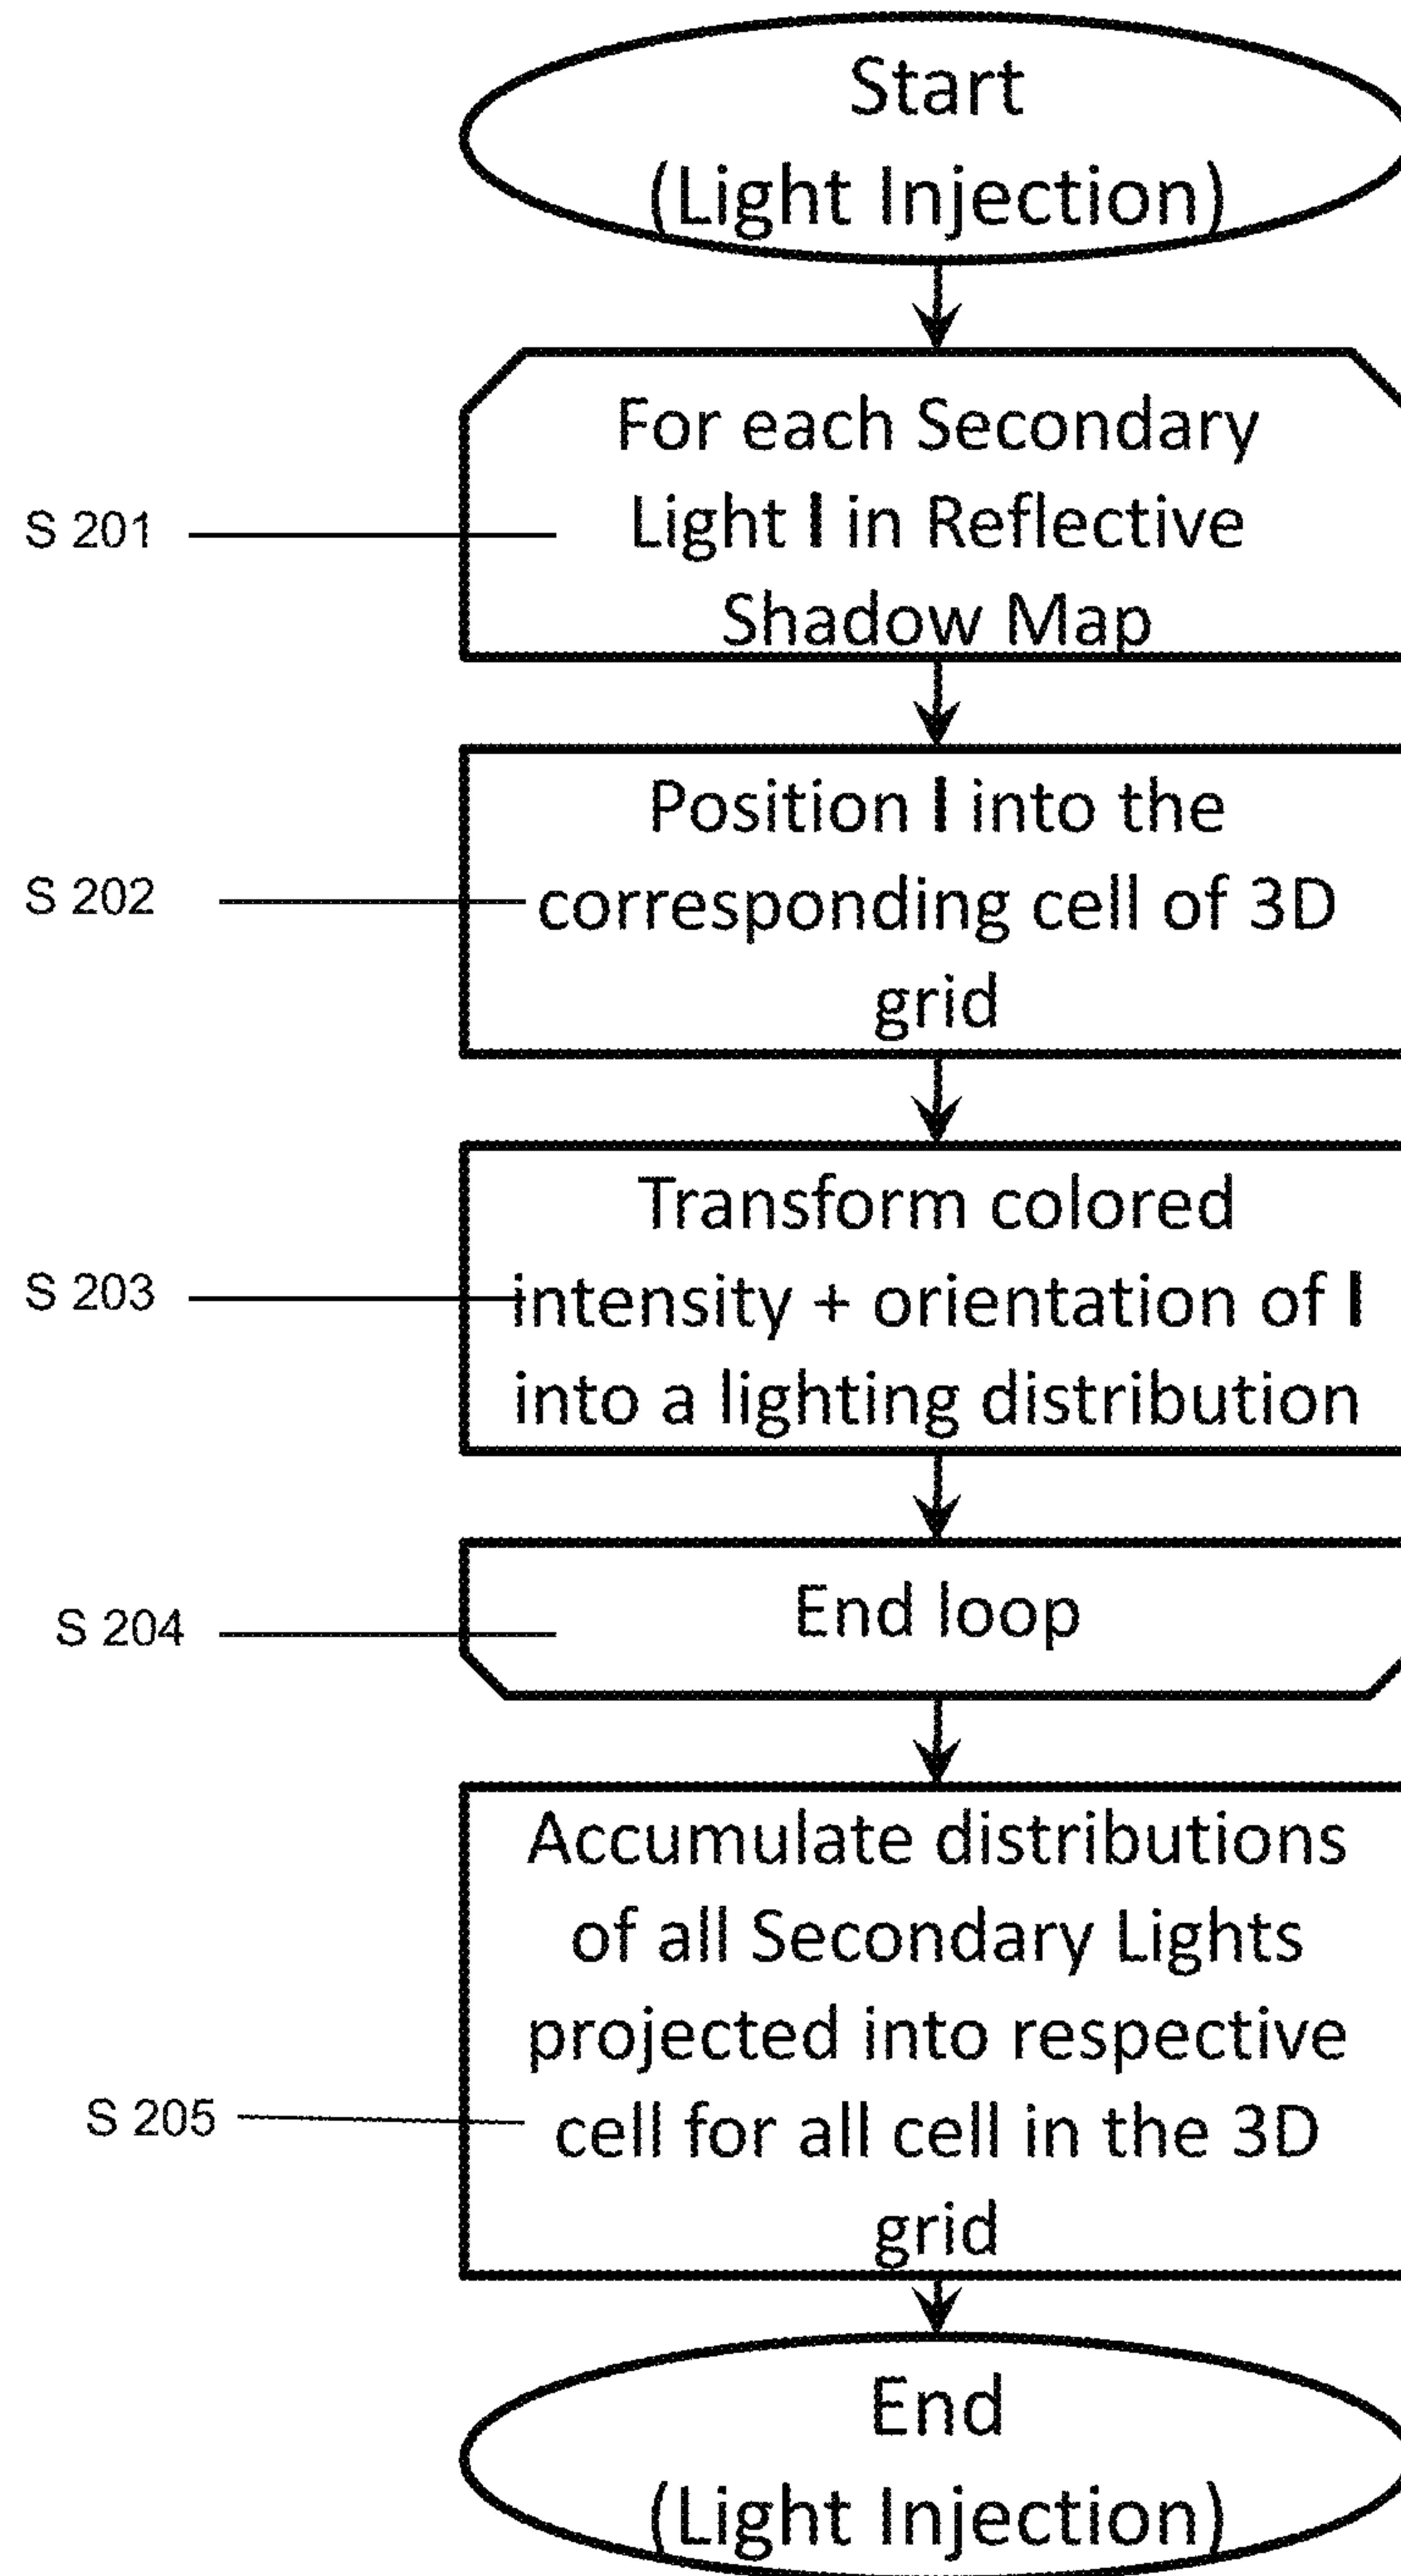 Start
(Light Injection)
For each Secondary
Light l in Reflective
Shadow Map
S 201
Position l into the
corresponding cell of 3D
grid
S 202
Transform colored
intensity + orientation of l
into a lighting distribution
S 203
End loop
S 204
Accumulate distributions
of all Secondary Lights
projected into respective
cell for all cell in the 3D
grid
S 205
End
(Light Injection)